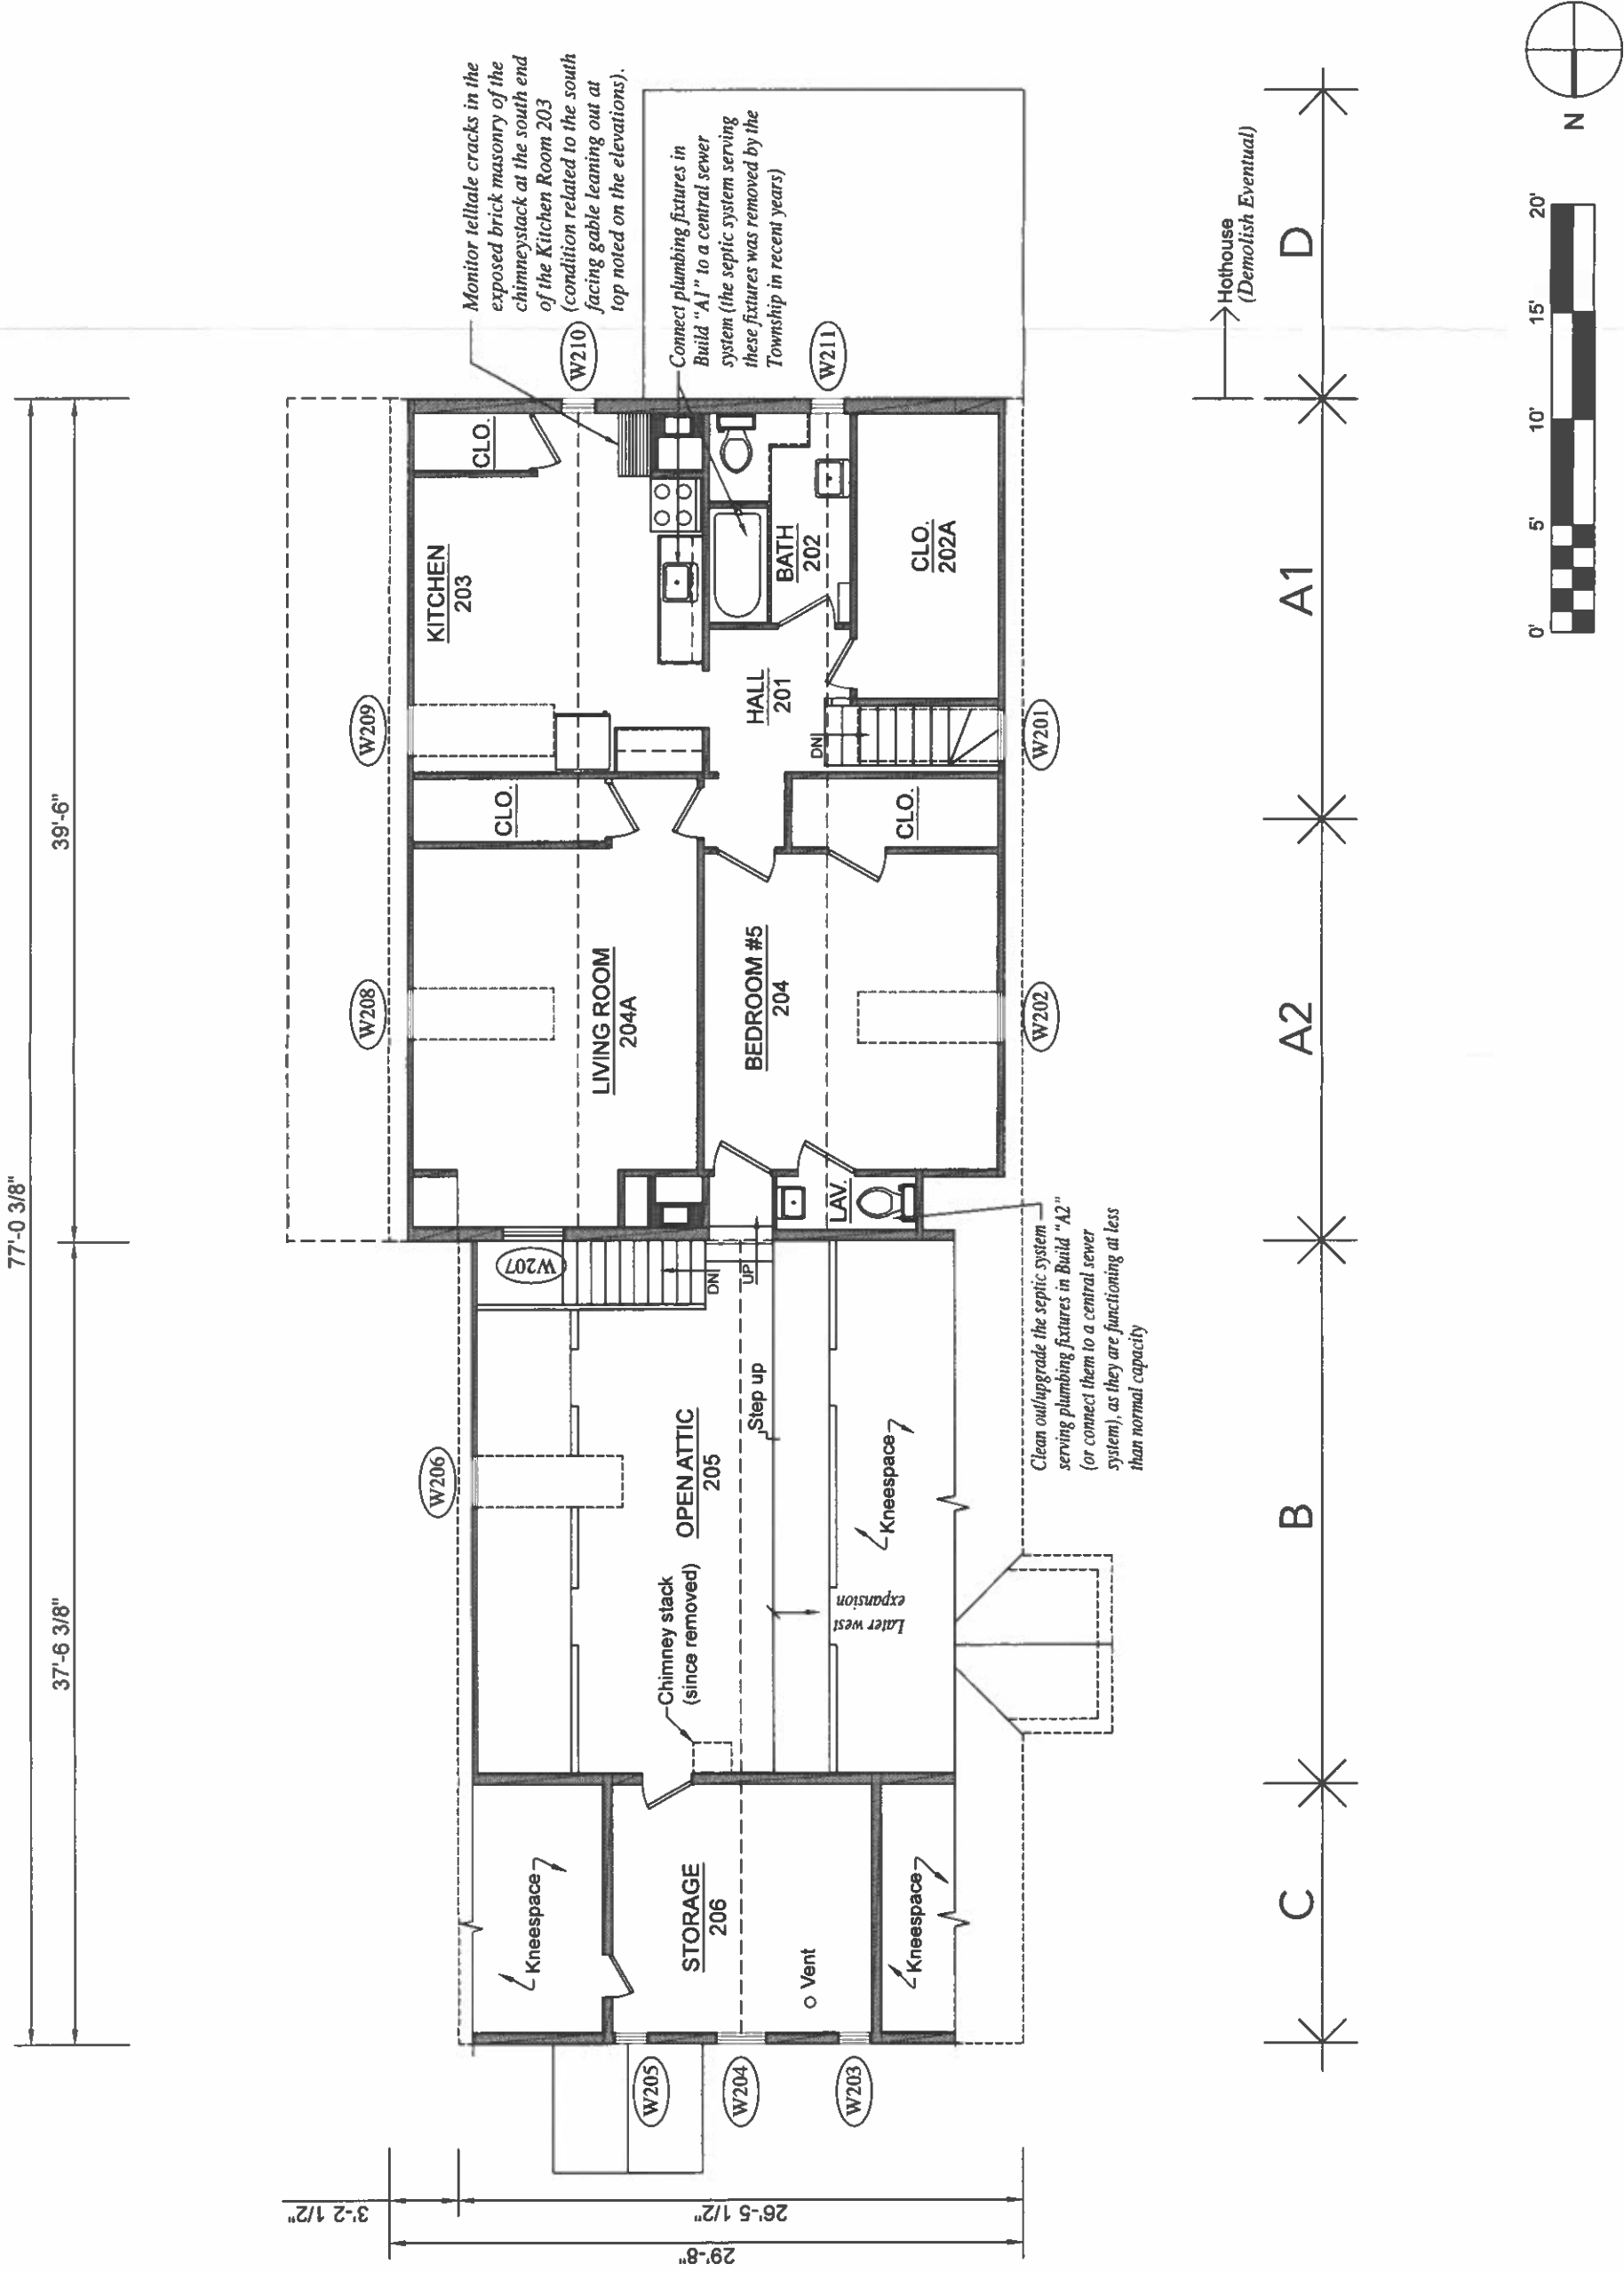 77'-0 3/8"
37'-6 3/8"
39'-6"
3'-2 1/2"
26'-5 1/2"
29'-8"
W206
W207
W208
W209
W210
W211
W205
W204
W203
W202
W201
Kneespace
STORAGE
206
Vent
Kneespace
Chimney stack
(since removed)
OPEN ATTIC
205
Step up
Later west
expansion
Kneespace
DN
UP
LIVING ROOM
204A
CLO.
BEDROOM #5
204
CLO.
LAV.
KITCHEN
203
CLO.
HALL
201
DN
BATH
202
CLO.
202A
Monitor telltale cracks in the
exposed brick masonry of the
chimneystack at the south end
of the Kitchen Room 203
(condition related to the south
facing gable leaning out at
top noted on the elevations).
Connect plumbing fixtures in
Build "A1" to a central sewer
system (the septic system serving
these fixtures was removed by the
Township in recent years)
Clean out/upgrade the septic system
serving plumbing fixtures in Build "A2"
(or connect them to a central sewer
system), as they are functioning at less
than normal capacity
Hothouse
(Demolish Eventual)
C
B
A2
A1
D
0'
5'
10'
15'
20'
N